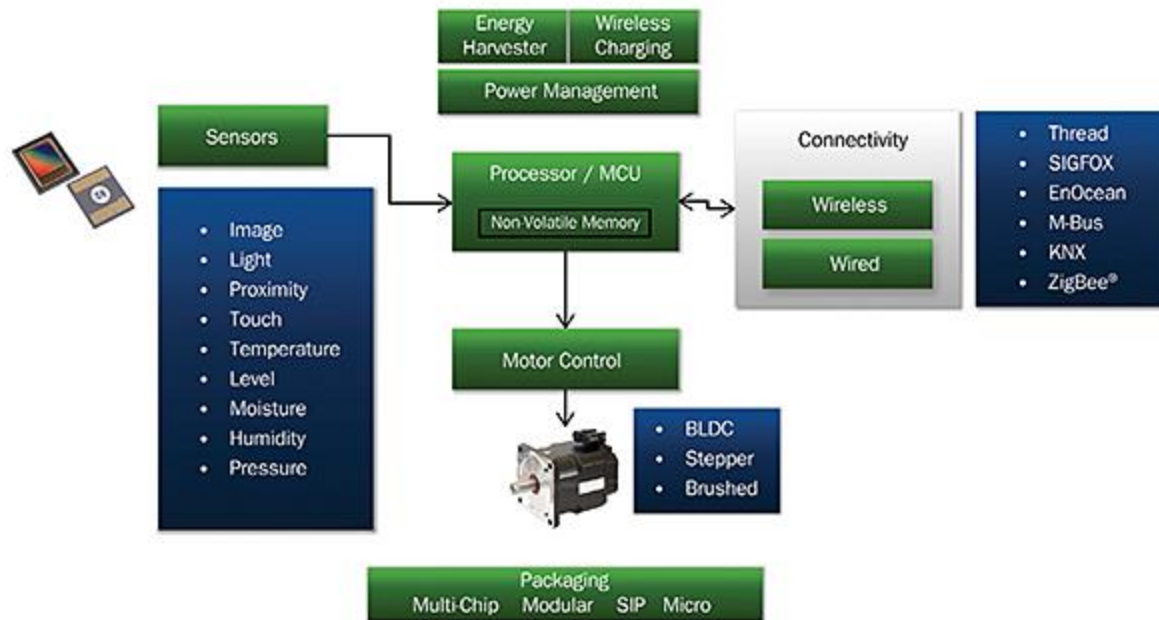 Energy
Harvester
Wireless
Charging
Power Management
Sensors
Processor / MCU
Non-Volatile Memory
Connectivity
Wireless
Wired
• Thread
• SIGFOX
• EnOcean
• M-Bus
• KNX
• ZigBee®
• Image
• Light
• Proximity
• Touch
• Temperature
• Level
• Moisture
• Humidity
• Pressure
Motor Control
• BLDC
• Stepper
• Brushed
Packaging
Multi-Chip Modular SIP Micro